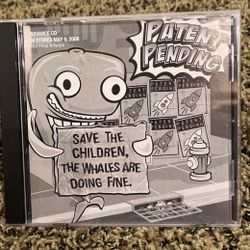 ADVANCE CD
IN STORES MAY 9, 2006
PATENT
PENDING
SAVE THE
CHILDREN,
THE WHALES ARE
DOING FINE.